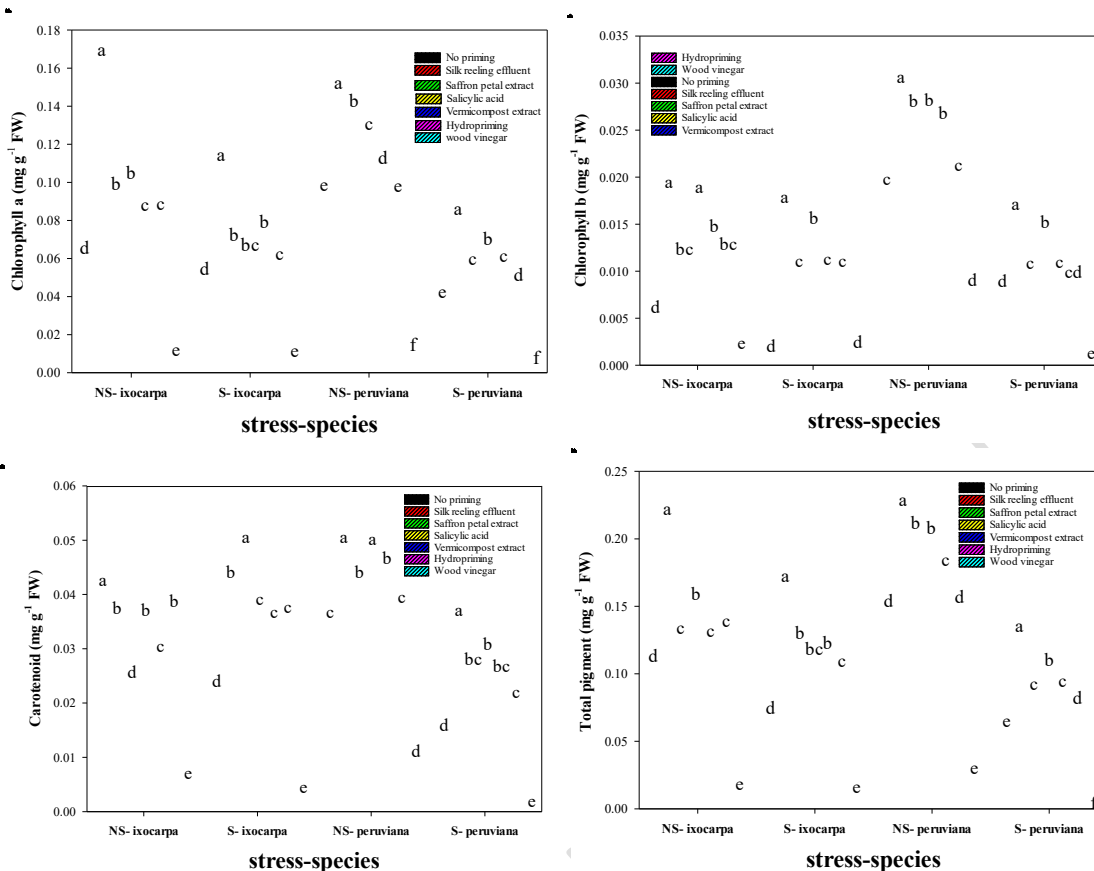 0.18
0.16
0.14
0.12
0.10
0.08
0.06
0.04
0.02
0.00
Chlorophyll a (mg g-1 FW)
No priming
Silk reeling effluent
Saffron petal extract
Salicylic acid
Vermicompost extract
Hydropriming
wood vinegar
d a b b c c e
d a b bc b c e
e a b c d e f
e a c b c d f
NS- ixocarpa S- ixocarpa NS- peruviana S- peruviana
stress-species
0.035
0.030
0.025
0.020
0.015
0.010
0.005
0.000
Chlorophyll b (mg g-1 FW)
Hydropriming
Wood vinegar
No priming
Silk reeling effluent
Saffron petal extract
Salicylic acid
Vermicompost extract
c a bc a b bc e
d a c b c c d
c a b b b c d
d a c b c cd e
NS- ixocarpa S- ixocarpa NS- peruviana S- peruviana
stress-species
0.06
0.05
0.04
0.03
0.02
0.01
0.00
Carotenoid (mg g-1 FW)
No priming
Silk reeling effluent
Saffron petal extract
Salicylic acid
Vermicompost extract
Hydropriming
Wood vinegar
a b d b b c e
d b a c c c e
c a b a b c d
d a bc b bc c e
NS- ixocarpa S- ixocarpa NS- peruviana S- peruviana
stress-species
0.25
0.20
0.15
0.10
0.05
0.00
Total pigment (mg g-1 FW)
No priming
Silk reeling effluent
Saffron petal extract
Salicylic acid
Vermicompost extract
Hydropriming
Wood vinegar
d a c b c c e
d a b bc b c e
d a b b c d e
e a c b c d
NS- ixocarpa S- ixocarpa NS- peruviana S- peruviana
stress-species